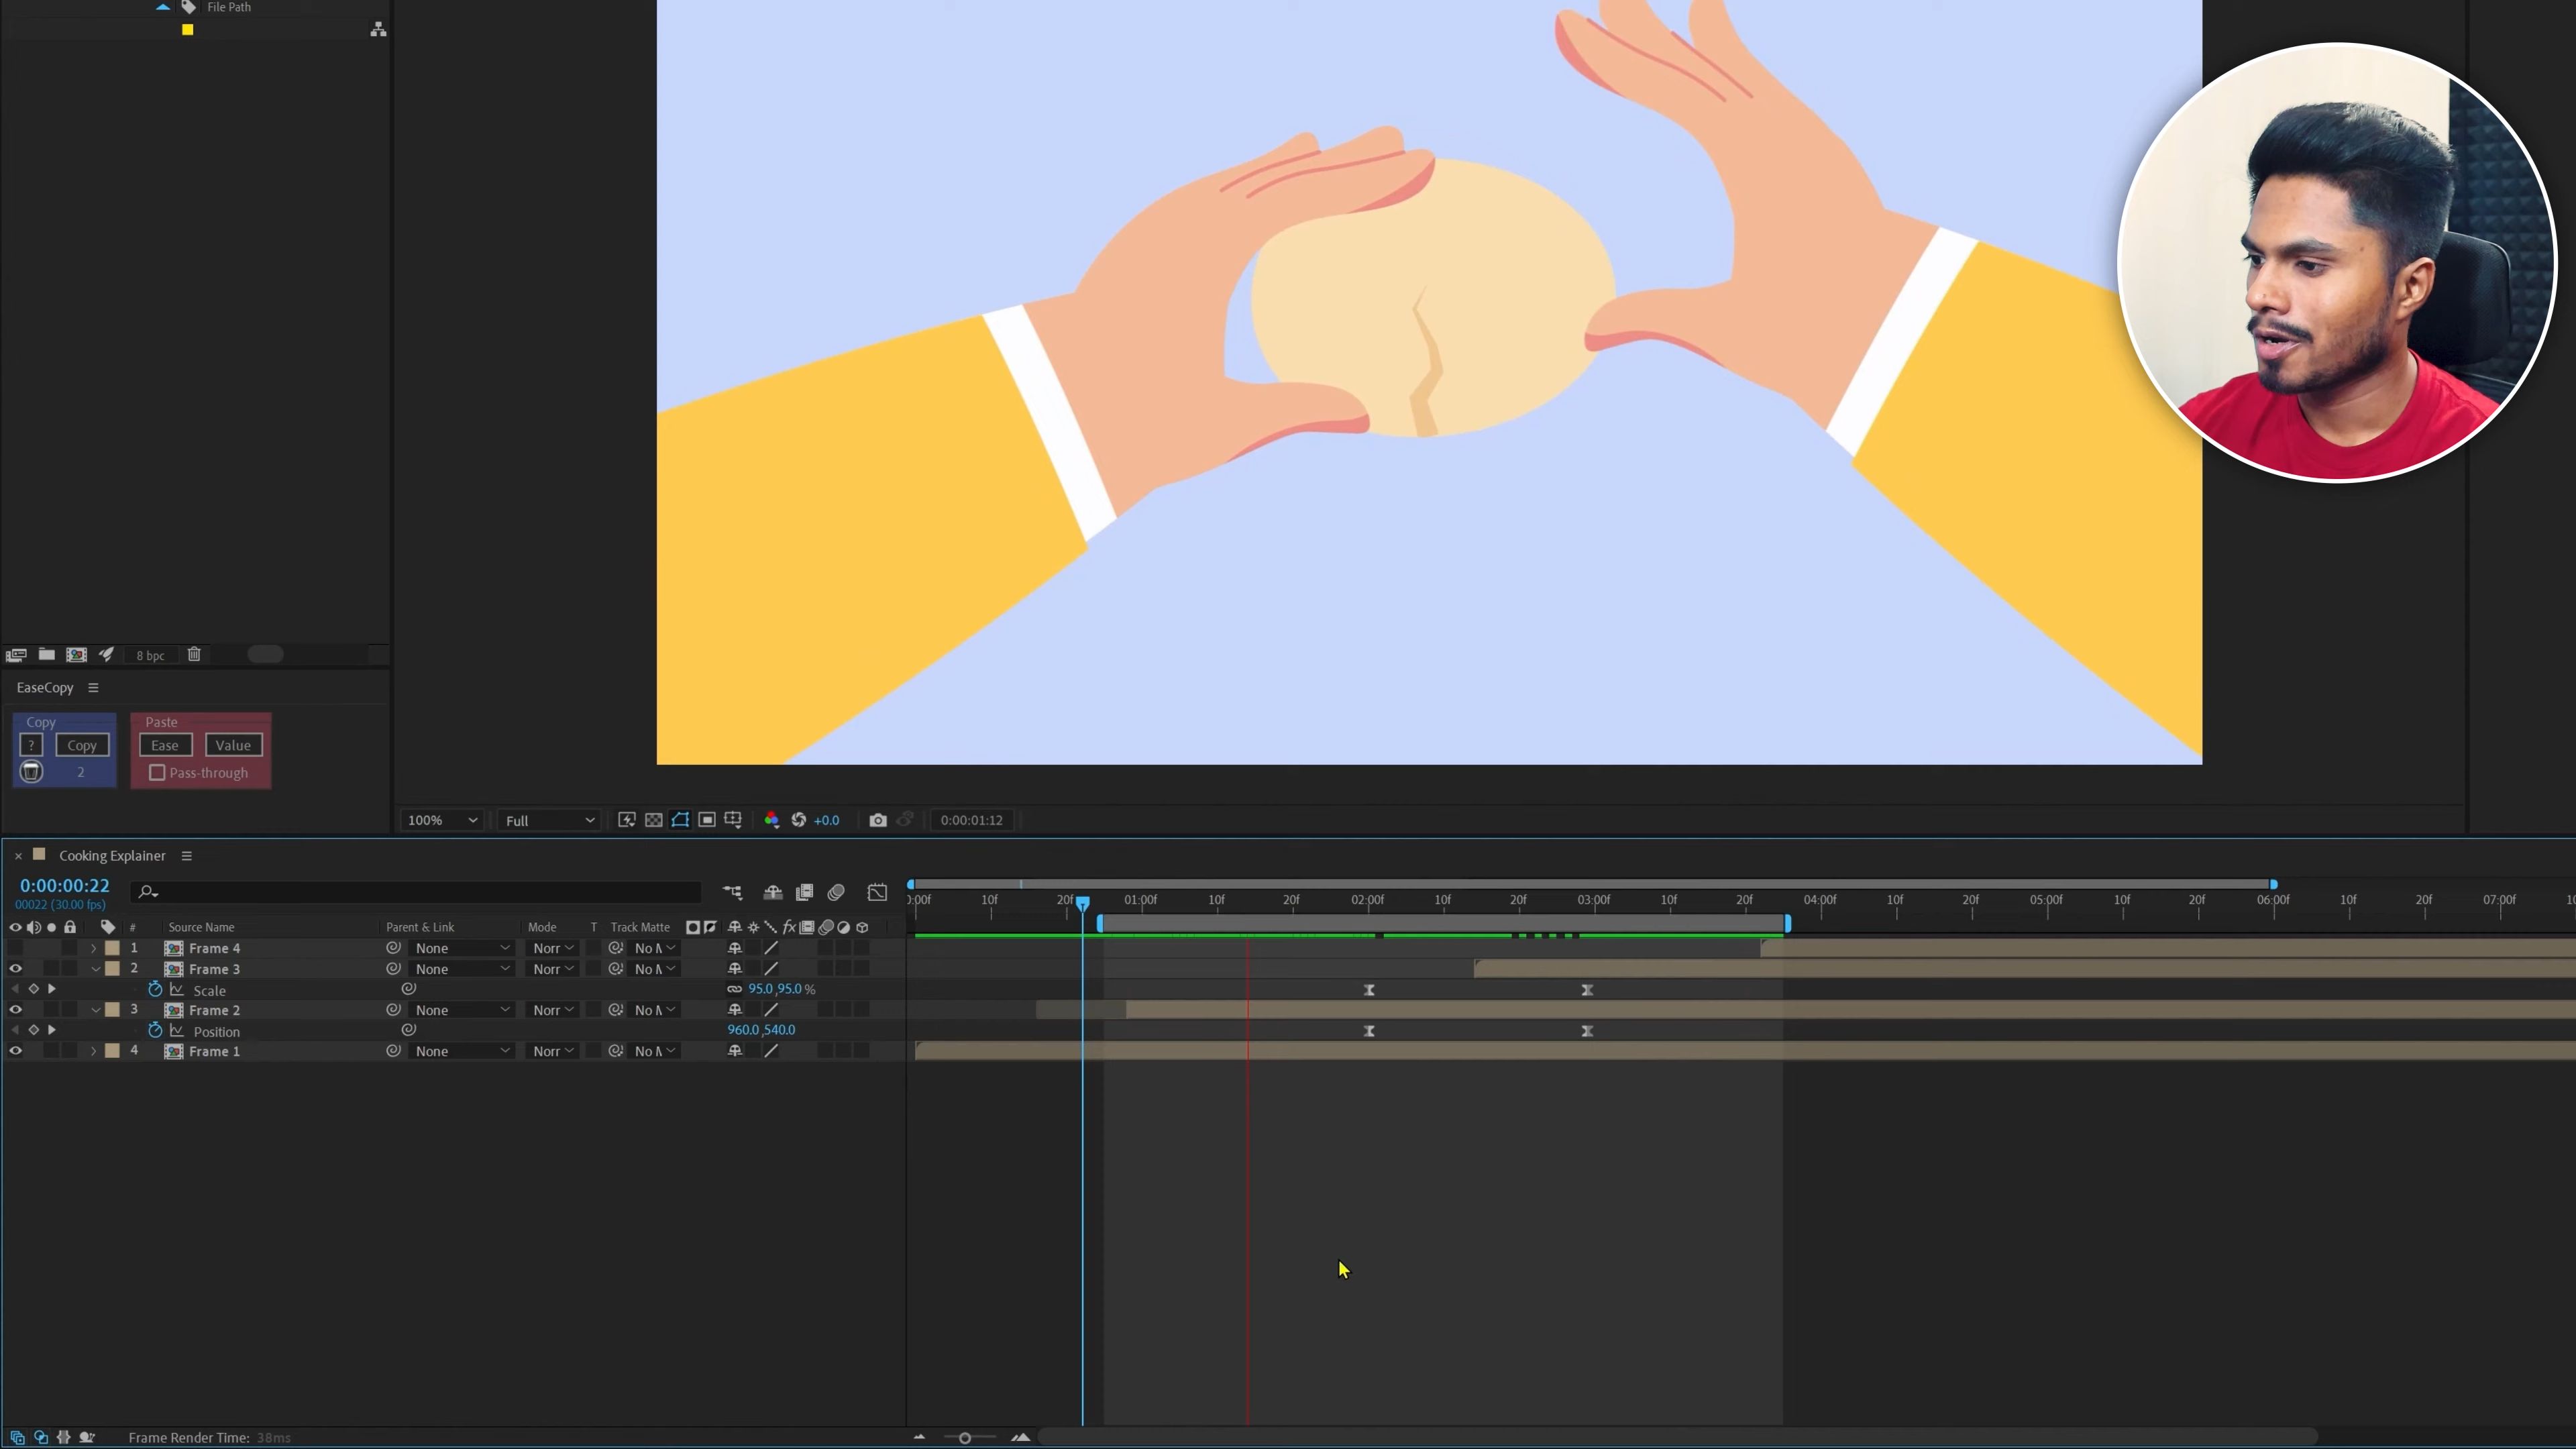 File Path
8 bpc
EaseCopy
Copy
Paste
? Copy
Ease Value
2
Pass-through
100% Full +0.0 0:00:01:12
Cooking Explainer
0:00:00:22
00022 (30.00 fps)
0:00f 10f 20f 01:00f 10f 20f 02:00f 10f 20f 03:00f 10f 20f 04:00f 10f 20f 05:00f 10f 20f 06:00f 10f 20f 07:00f
# Source Name Parent & Link Mode T Track Matte fx
1 Frame 4 None Norr No
2 Frame 3 None Norr No
Scale 95.0,95.0 %
3 Frame 2 None Norr No
Position 960.0,540.0
4 Frame 1 None Norr No
Frame Render Time: 38ms